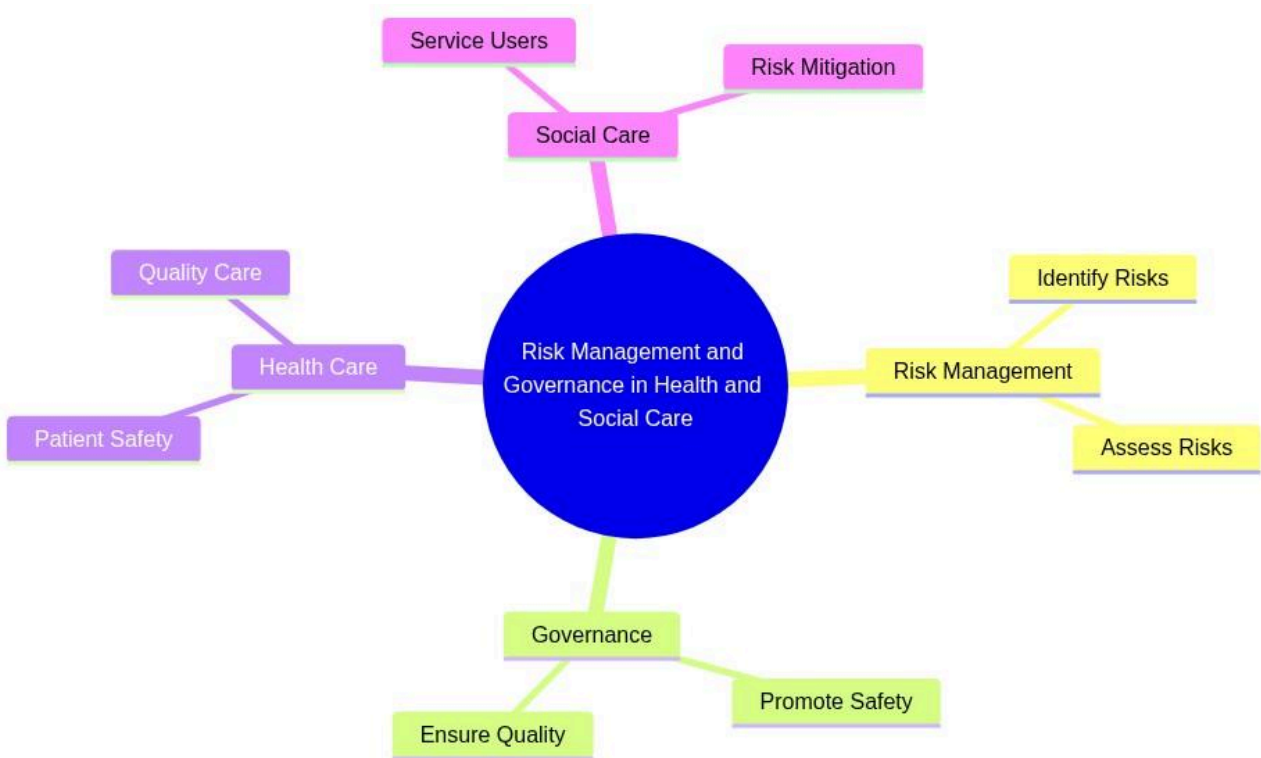 Service Users
Risk Mitigation
Social Care
Quality Care
Health Care
Patient Safety
Risk Management and
Governance in Health and
Social Care
Identify Risks
Risk Management
Assess Risks
Governance
Promote Safety
Ensure Quality